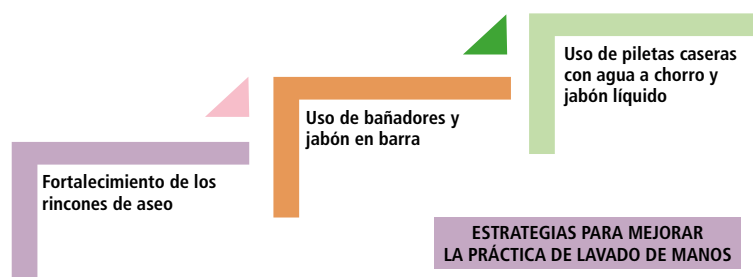 Uso de piletas caseras
con agua a chorro y
jabón líquido
Uso de bañadores y
jabón en barra
Fortalecimiento de los
rincones de aseo
ESTRATEGIAS PARA MEJORAR
LA PRÁCTICA DE LAVADO DE MANOS